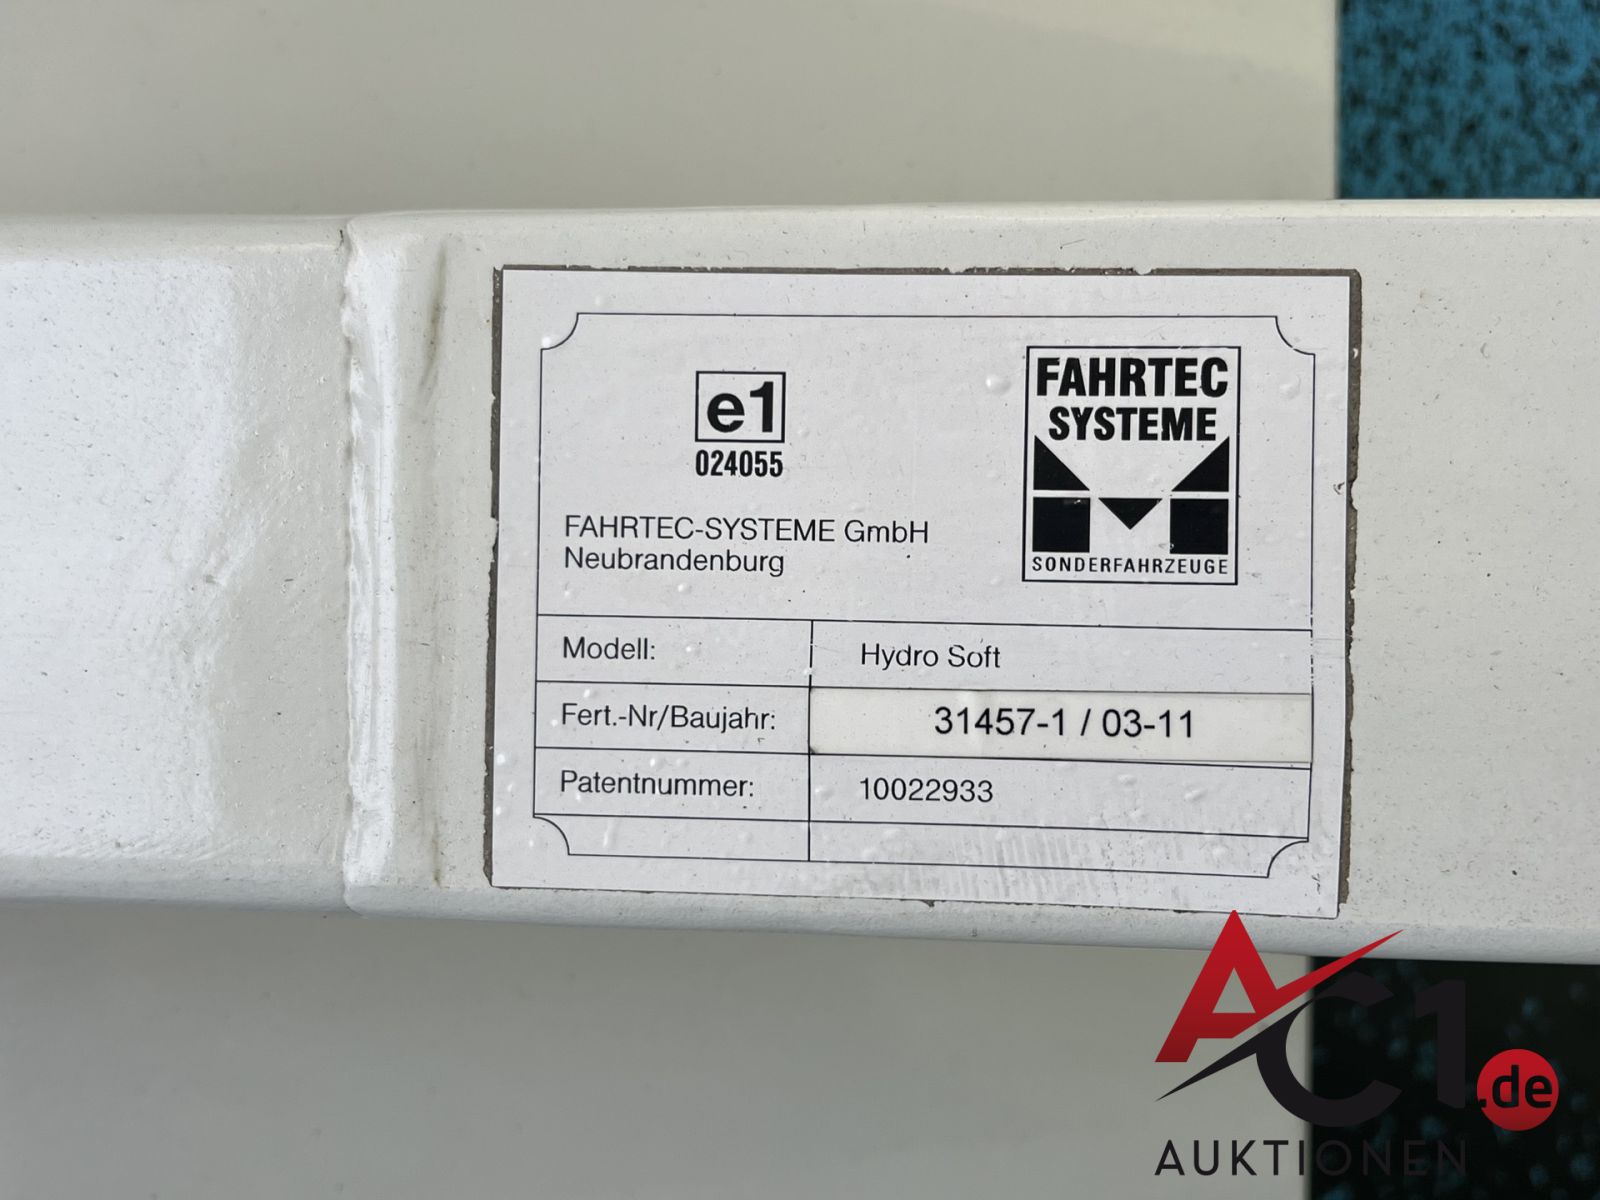 e1
024055
FAHRTEC
SYSTEME
SONDERFAHRZEUGE
FAHRTEC-SYSTEME GmbH
Neubrandenburg
Modell: Hydro Soft
Fert.-Nr/Baujahr: 31457-1 / 03-11
Patentnummer: 10022933
AC1.de
AUKTIONEN